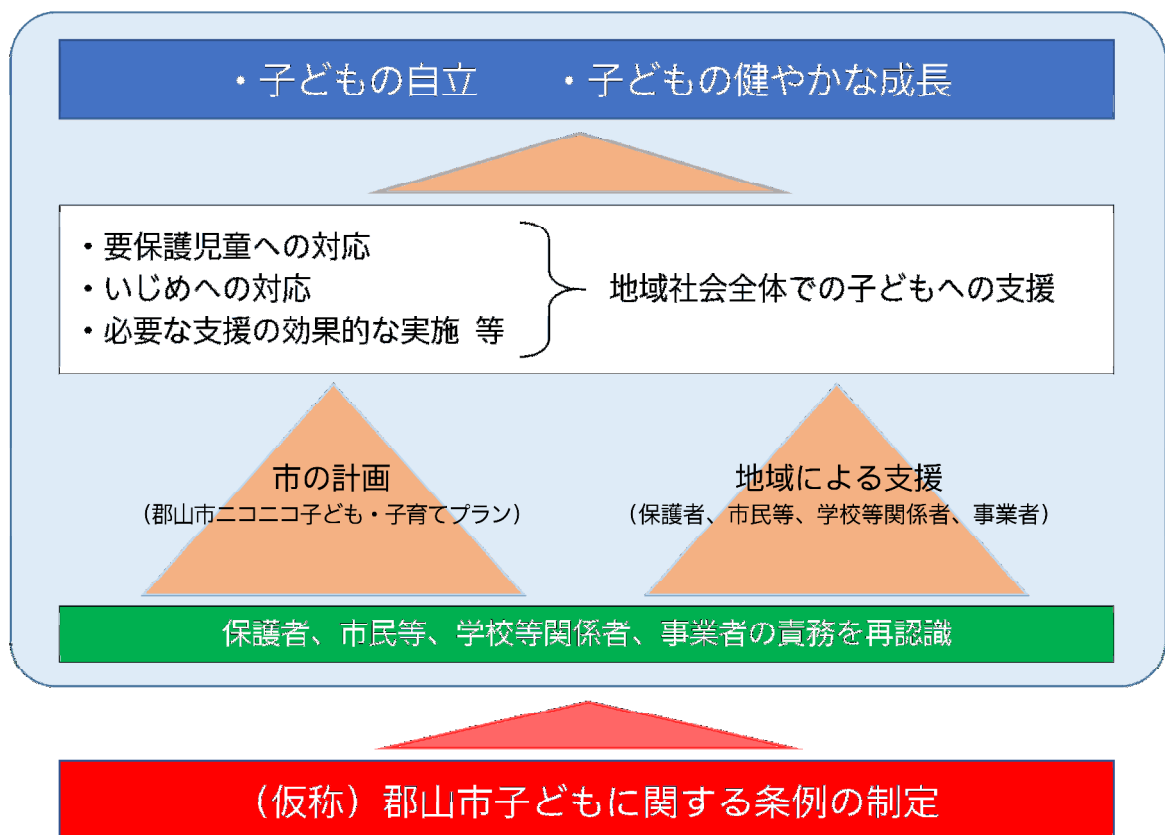 ・子どもの自立　　・子どもの健やかな成長
・要保護児童への対応
・いじめへの対応
・必要な支援の効果的な実施 等
地域社会全体での子どもへの支援
市の計画
（郡山市ニコニコ子ども・子育てプラン）
地域による支援
（保護者、市民等、学校等関係者、事業者）
保護者、市民等、学校等関係者、事業者の責務を再認識
（仮称）郡山市子どもに関する条例の制定